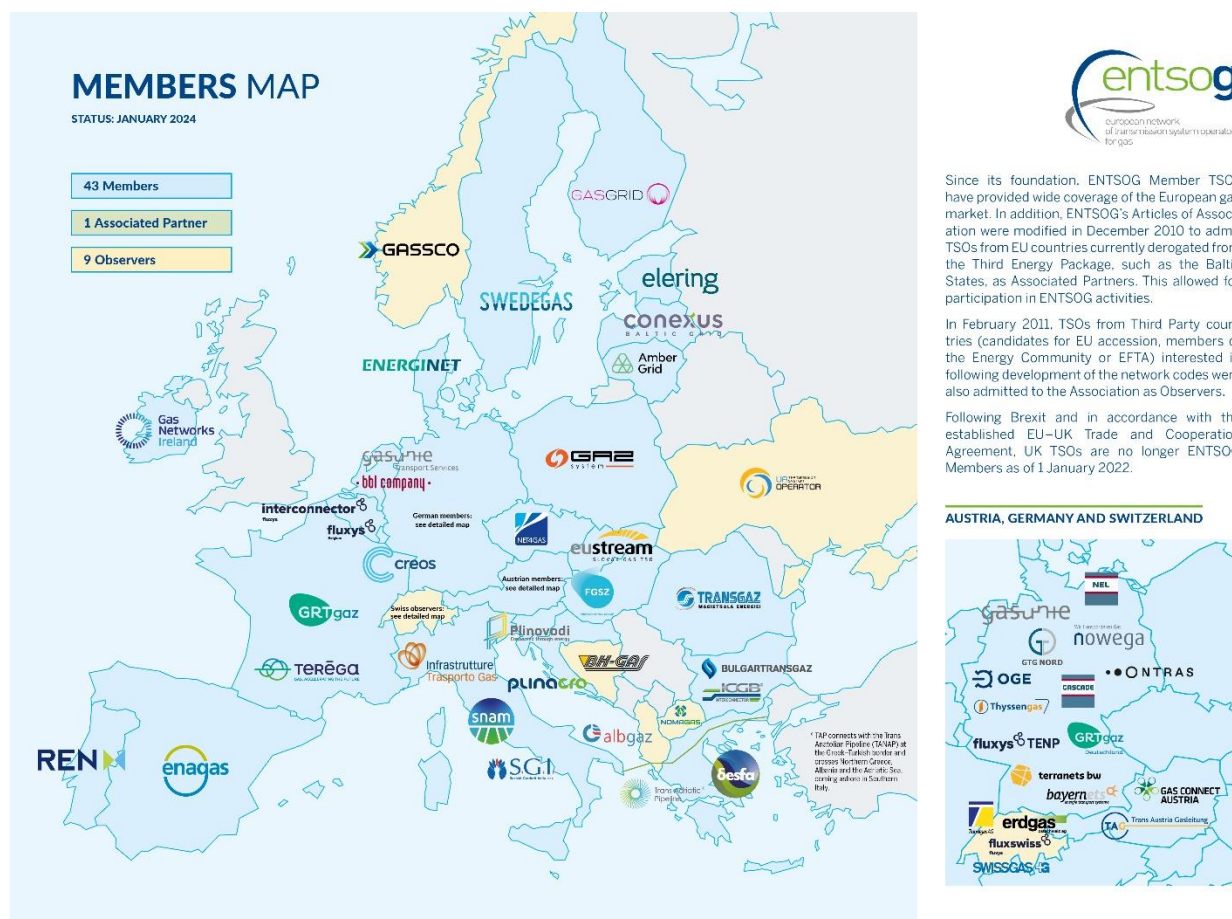 MEMBERS MAP
STATUS: JANUARY 2024
43 Members
1 Associated Partner
9 Observers
GASGRID
GASSCO
elering
SWEDEGAS
conexus
BALTIC GRID
ENERGINET
Amber
Grid
Gas
Networks
Ireland
gasunie
Transport Services
bbl company
GAZ
system
OPERATOR
interconnector
fluxys
fluxys
German members:
see detailed map
NET4GAS
eustream
creos
Austrian members:
see detailed map
FGSZ
TRANSGAZ
GRTgaz
Swiss observers:
see detailed map
Plinovodi
BH-GAS
Infrastrutture
Trasporto Gas
TERĒGA
PLINACRO
BULGARTRANSGAZ
ICGB
NOMAGAS
snam
albgaz
REN
enagas
S.G.I
desfa
Trans Adriatic
Pipeline
TAP connects with the Trans
Anatolian Pipeline (TANAP) at
the Greek-Turkish border and
crosses Northern Greece,
Albania and the Adriatic Sea,
coming ashore in Southern
Italy.
entsog
european network
of transmission system operato
for gas
Since its foundation, ENTSOG Member TSO
have provided wide coverage of the European ga
market. In addition, ENTSOG's Articles of Assoc
ation were modified in December 2010 to adm
TSOs from EU countries currently derogated from
the Third Energy Package, such as the Balti
States, as Associated Partners. This allowed fo
participation in ENTSOG activities.
In February 2011, TSOs from Third Party coun
tries (candidates for EU accession, members o
the Energy Community or EFTA) interested i
following development of the network codes wer
also admitted to the Association as Observers.
Following Brexit and in accordance with th
established EU–UK Trade and Cooperation
Agreement, UK TSOs are no longer ENTSO
Members as of 1 January 2022.
AUSTRIA, GERMANY AND SWITZERLAND
NEL
gasunie
nowega
GTG NORD
OGE
ONTRAS
CASCADE
Thyssengas
fluxys TENP
GRTgaz
Deutschland
terranets bw
bayernets
GAS CONNECT
AUSTRIA
erdgas
TAG
Trans Austria Gasleitung
fluxswiss
SWISSGAS